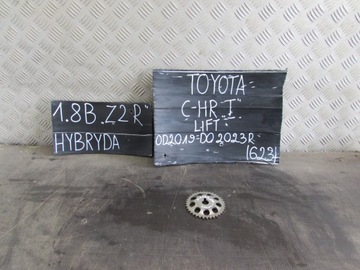 1.8B.Z2R"
HYBRYDA
TOYOTA
C-HR "I"
LIFT
OD2019=DO2023R
(623)